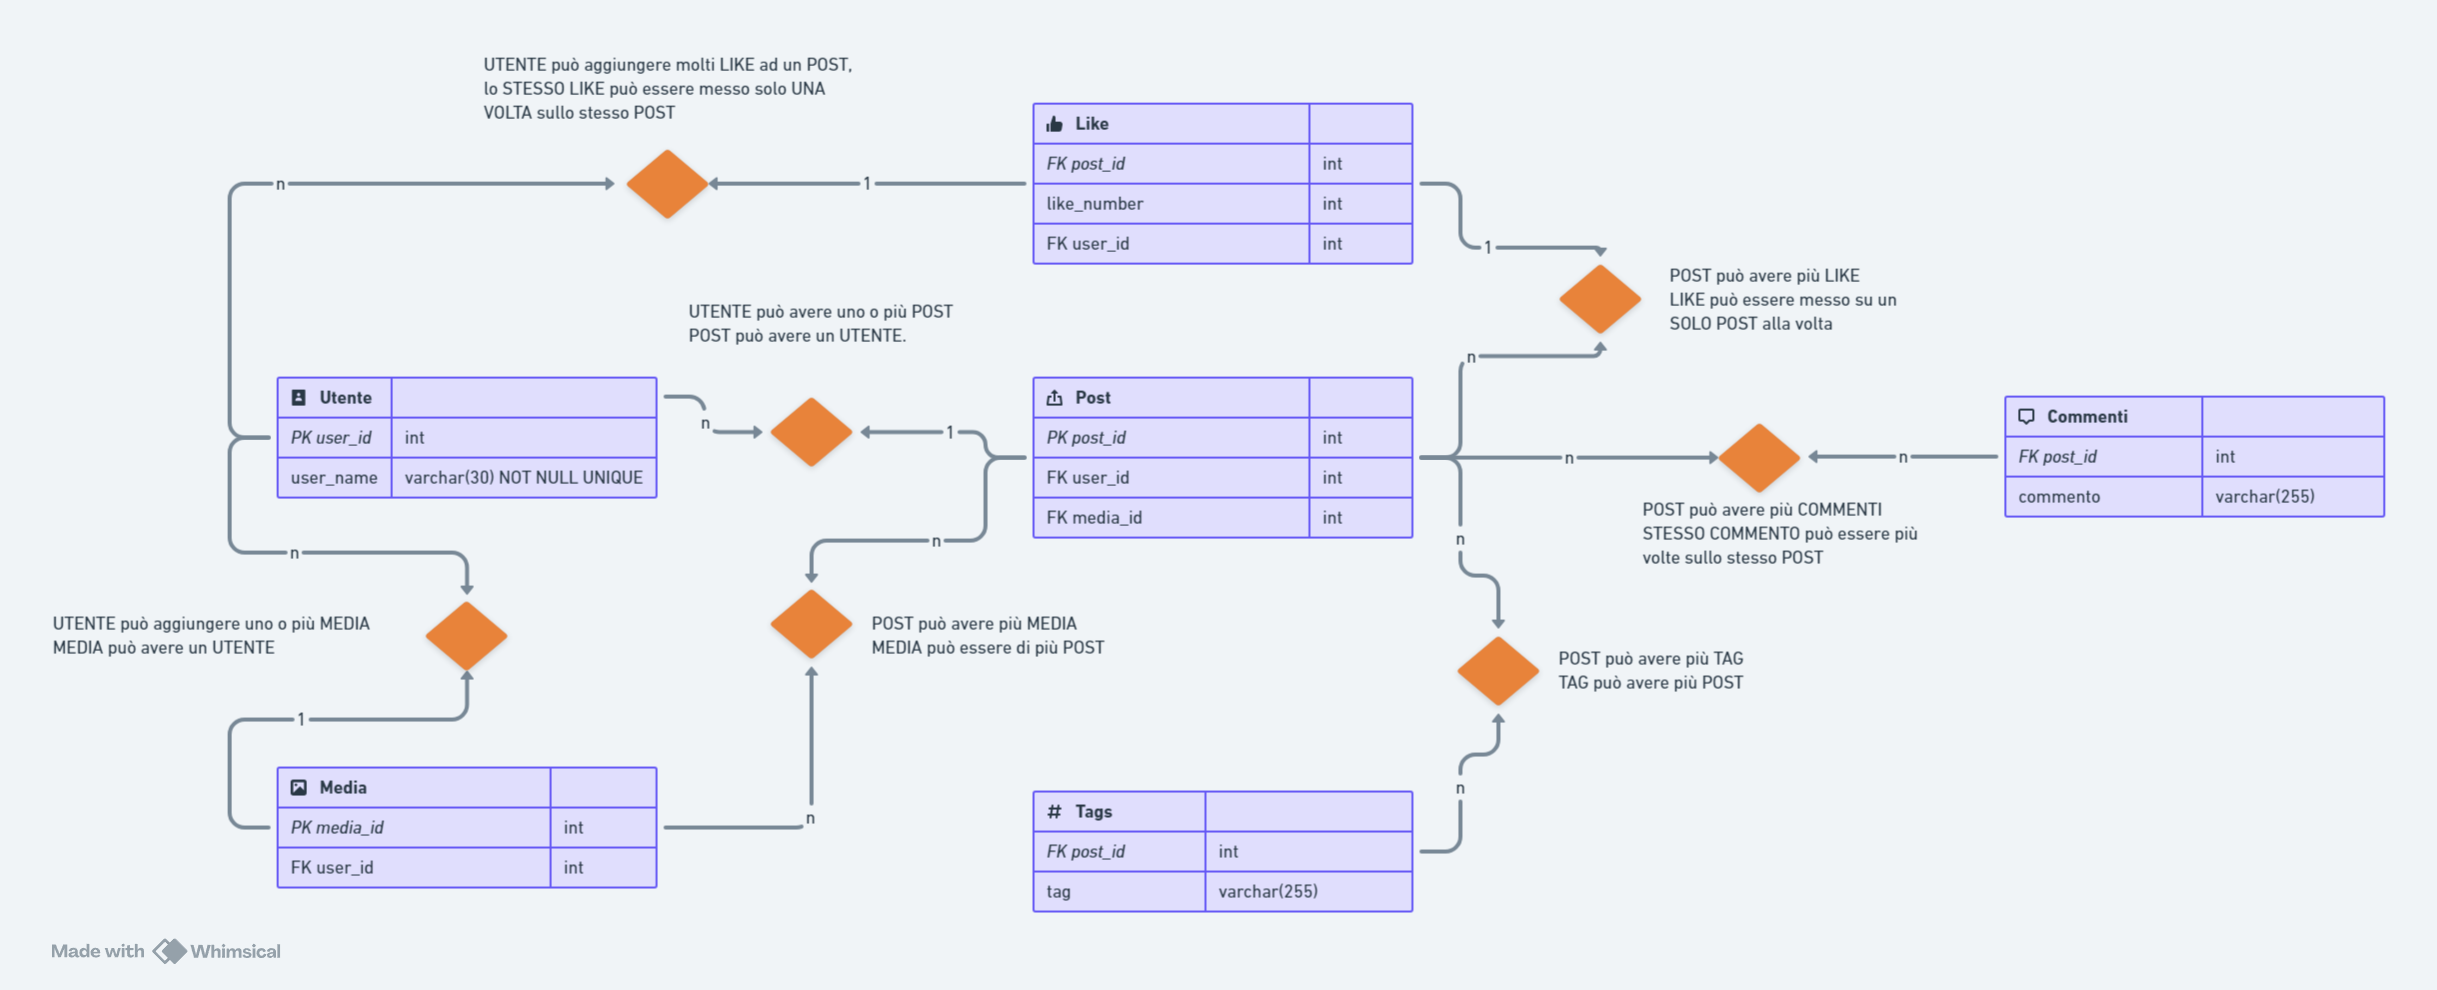 UTENTE può aggiungere molti LIKE ad un POST,
lo STESSO LIKE può essere messo solo UNA
VOLTA sullo stesso POST
Like
FK post_id int
like_number int
FK user_id int
n
1
1
POST può avere più LIKE
LIKE può essere messo su un
SOLO POST alla volta
UTENTE può avere uno o più POST
POST può avere un UTENTE.
n
Utente
PK user_id int
user_name varchar(30) NOT NULL UNIQUE
n
1
Post
PK post_id int
FK user_id int
FK media_id int
n
n
Commenti
FK post_id int
commento varchar(255)
POST può avere più COMMENTI
STESSO COMMENTO può essere più
volte sullo stesso POST
n
n
n
UTENTE può aggiungere uno o più MEDIA
MEDIA può avere un UTENTE
POST può avere più MEDIA
MEDIA può essere di più POST
POST può avere più TAG
TAG può avere più POST
1
Media
PK media_id int
FK user_id int
n
Tags
FK post_id int
tag varchar(255)
n
Made with Whimsical